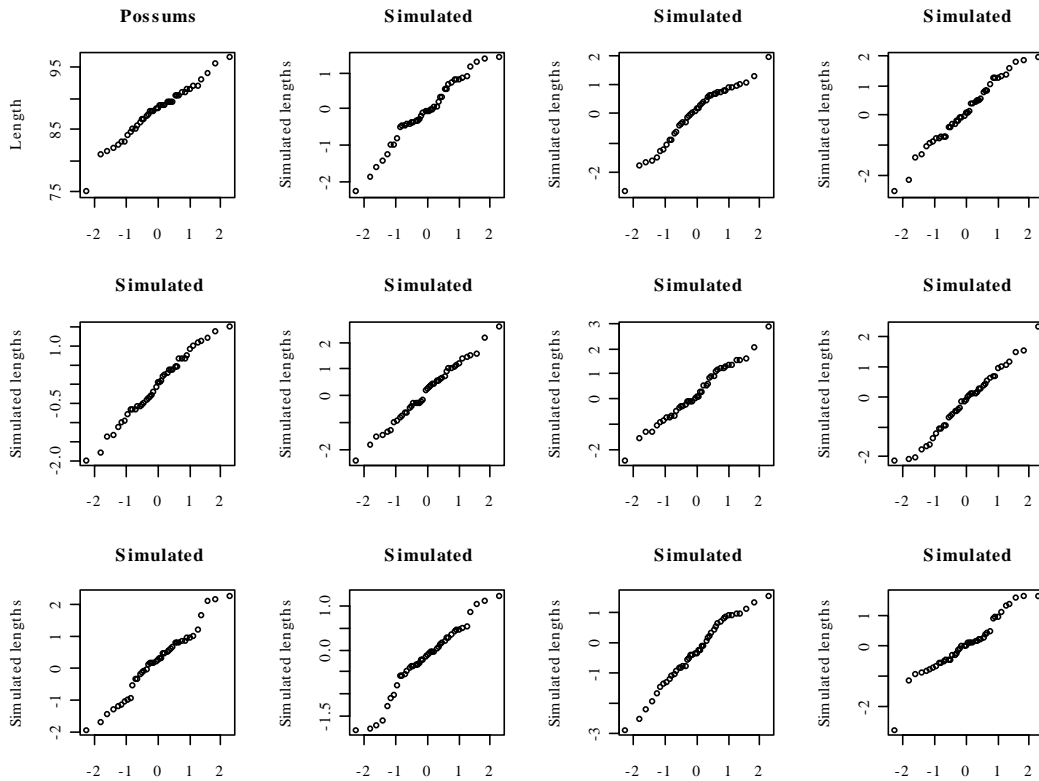 Possums Simulated Simulated Simulated
Length
95
85
75
-2 -1 0 1 2
Simulated lengths
1
0
-1
-2
-2 -1 0 1 2
Simulated lengths
2
1
0
-2
-2 -1 0 1 2
Simulated lengths
2
1
0
-2
-2 -1 0 1 2
Simulated Simulated Simulated Simulated
Simulated lengths
1.0
-0.5
-2.0
-2 -1 0 1 2
Simulated lengths
2
1
0
-2
-2 -1 0 1 2
Simulated lengths
3
2
1
0
-2
-2 -1 0 1 2
Simulated lengths
2
1
0
-2
-2 -1 0 1 2
Simulated Simulated Simulated Simulated
Simulated lengths
2
1
0
-1
-2
-2 -1 0 1 2
Simulated lengths
1.0
0.0
-1.5
-2 -1 0 1 2
Simulated lengths
1
0
-1
-3
-2 -1 0 1 2
Simulated lengths
1
0
-2
-2 -1 0 1 2